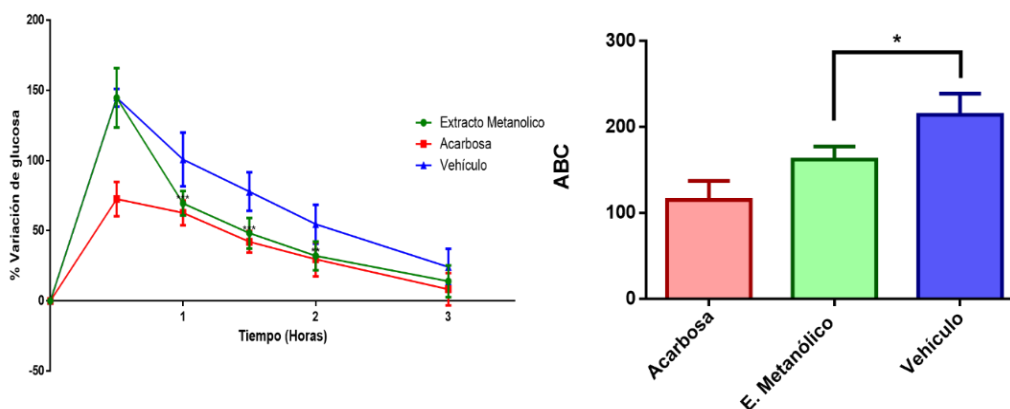 % Variación de glucosa
200
150
100
50
0
-50
1
2
3
Tiempo (Horas)
***
***
**
Extracto Metanolico
Acarbosa
Vehículo
ABC
300
200
100
0
*
Acarbosa
E. Metanólico
Vehículo